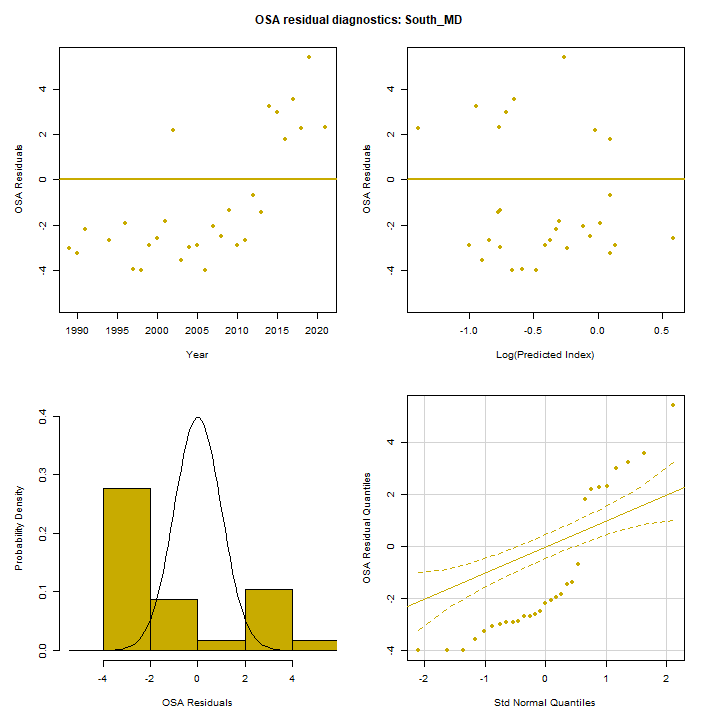 OSA residual diagnostics: South_MD
OSA Residuals
4
2
0
-2
-4
1990 1995 2000 2005 2010 2015 2020
Year
OSA Residuals
4
2
0
-2
-4
-1.0 -0.5 0.0 0.5
Log(Predicted Index)
Probability Density
0.4
0.3
0.2
0.1
0.0
-4 -2 0 2 4
OSA Residuals
OSA Residual Quantiles
4
2
0
-2
-4
-2 -1 0 1 2
Std Normal Quantiles